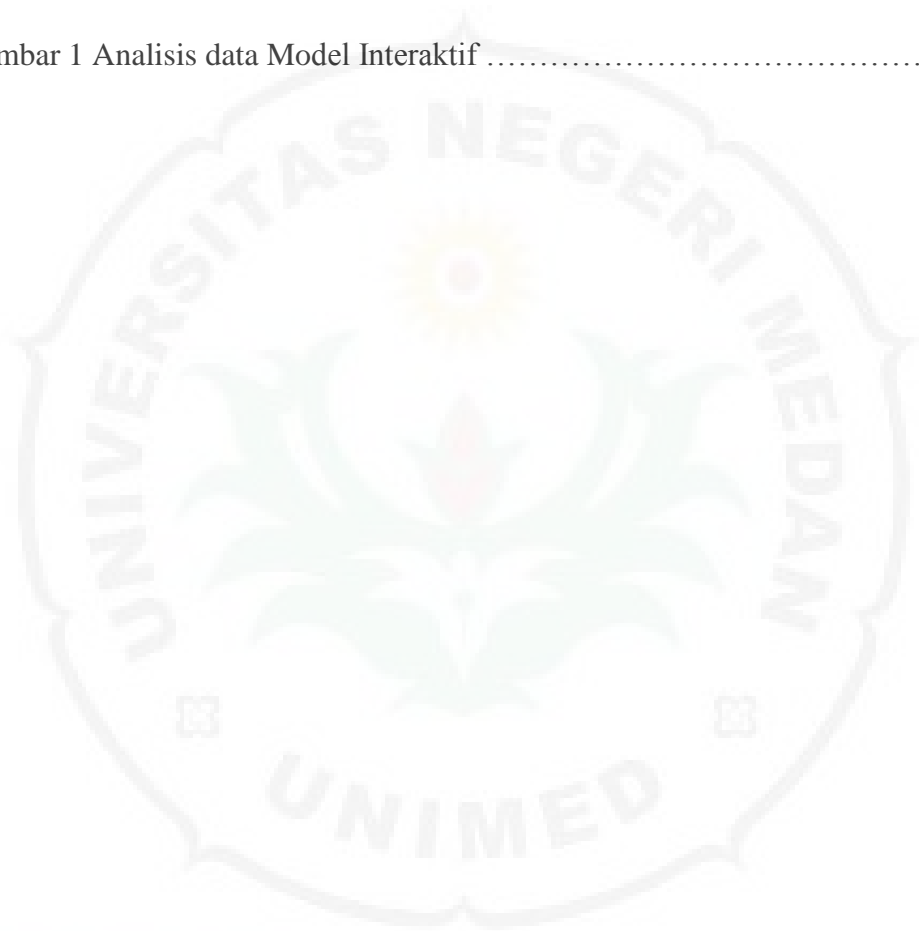 mbar 1 Analisis data Model Interaktif ……………………………………
UNIVERSITAS NEGERI MEDAN
UNIMED